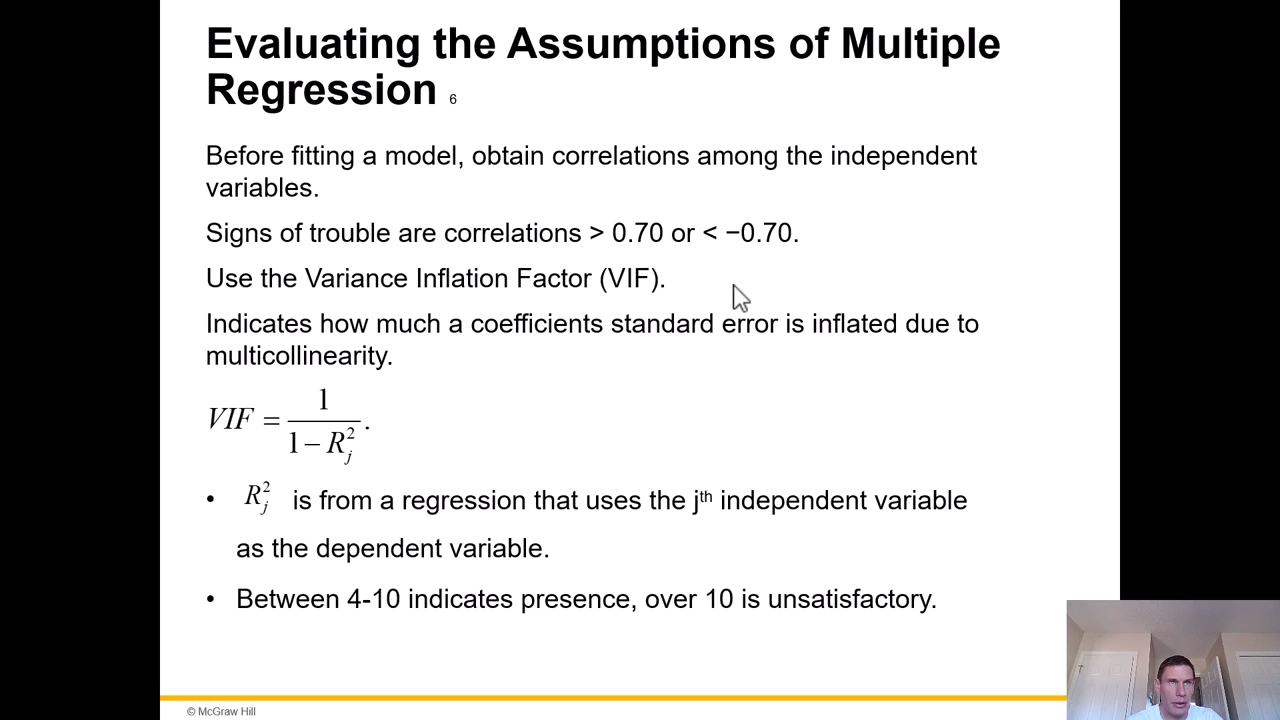 Evaluating the Assumptions of Multiple
Regression 6
Before fitting a model, obtain correlations among the independent
variables.
Signs of trouble are correlations > 0.70 or < −0.70.
Use the Variance Inflation Factor (VIF).
Indicates how much a coefficients standard error is inflated due to
multicollinearity.
VIF = 1 / (1 − R_j^2).
• R_j^2 is from a regression that uses the jth independent variable
as the dependent variable.
• Between 4-10 indicates presence, over 10 is unsatisfactory.
© McGraw Hill